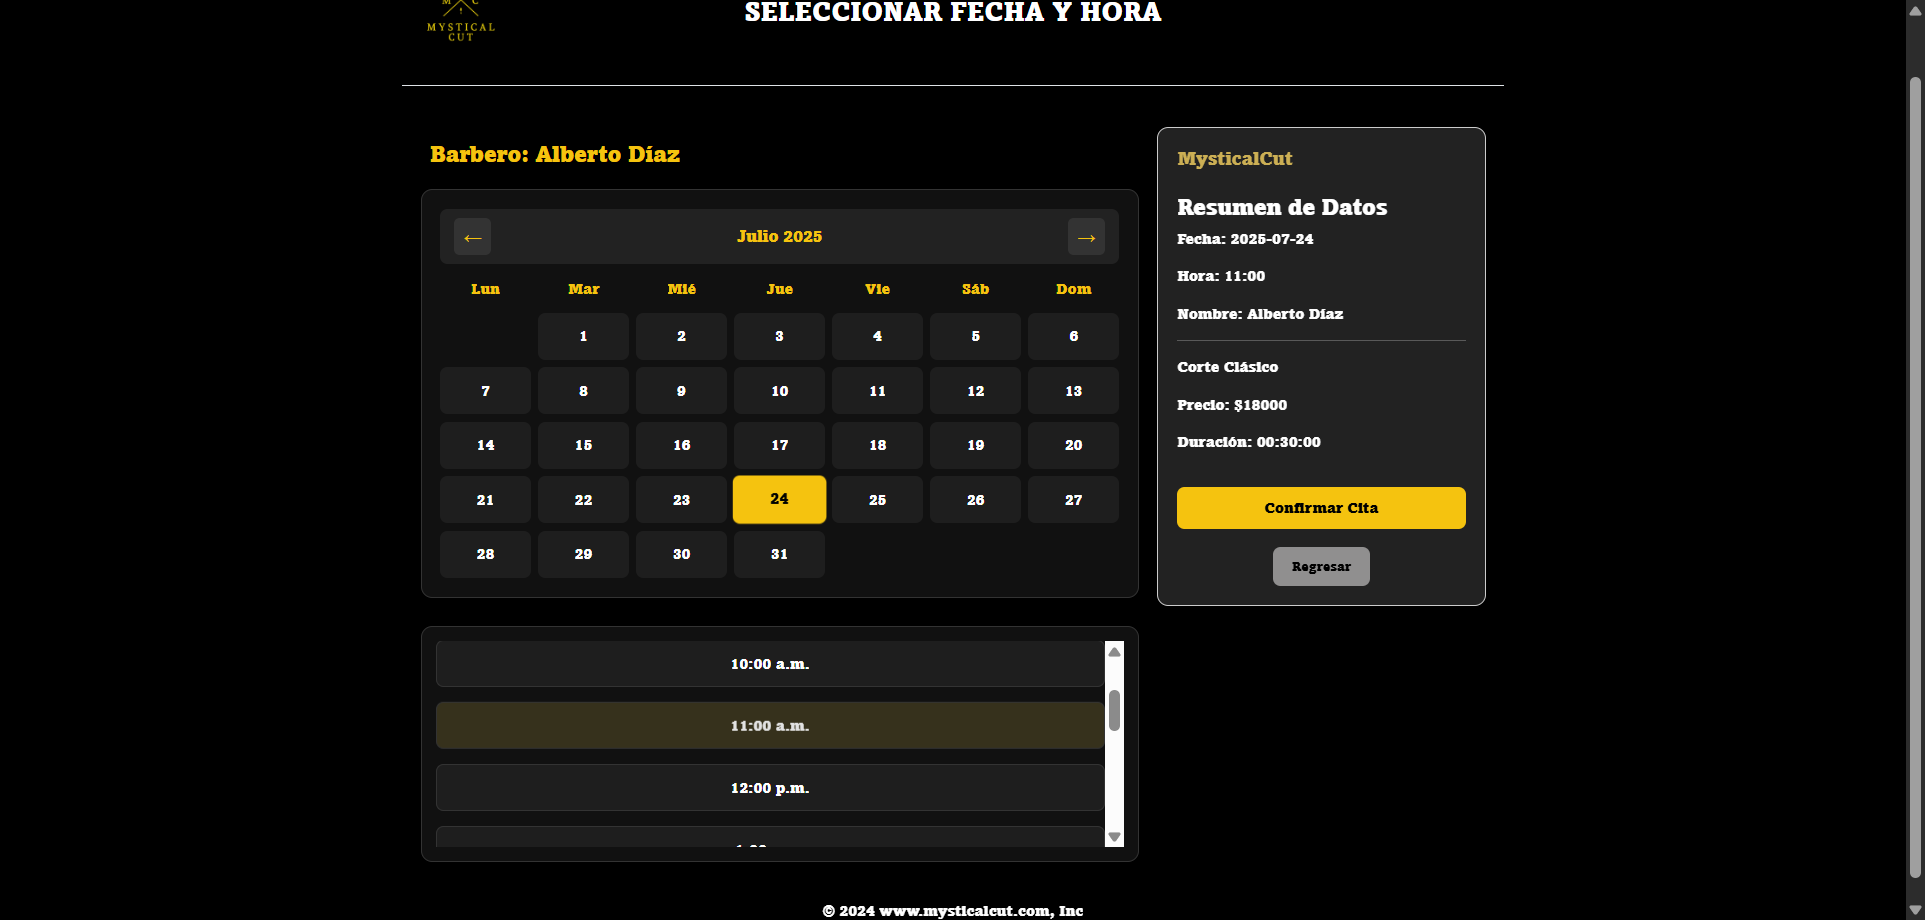 M C
MYSTICAL
CUT
SELECCIONAR FECHA Y HORA
Barbero: Alberto Díaz
← Julio 2025 →
Lun Mar Mié Jue Vie Sáb Dom
1 2 3 4 5 6
7 8 9 10 11 12 13
14 15 16 17 18 19 20
21 22 23 24 25 26 27
28 29 30 31
10:00 a.m.
11:00 a.m.
12:00 p.m.
MysticalCut
Resumen de Datos
Fecha: 2025-07-24
Hora: 11:00
Nombre: Alberto Díaz
Corte Clásico
Precio: $18000
Duración: 00:30:00
Confirmar Cita
Regresar
© 2024 www.mysticalcut.com, Inc